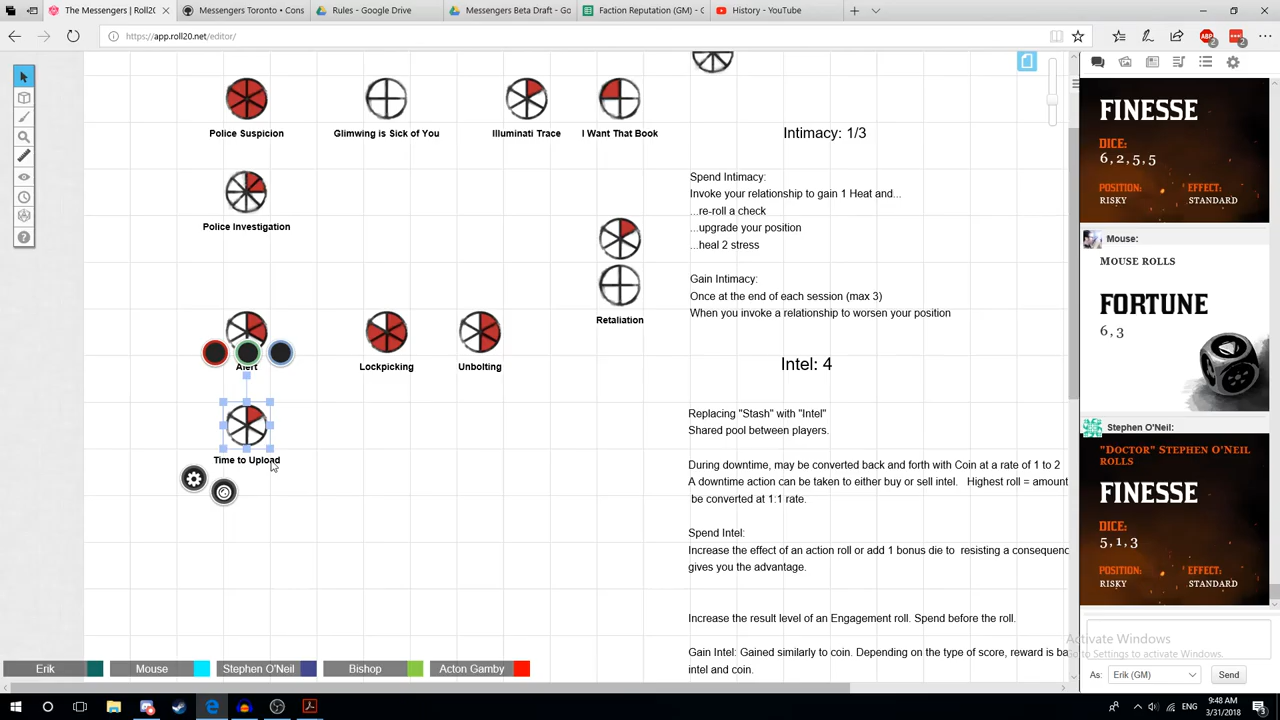 The Messengers | Roll20
Messengers Toronto • Cons
Rules - Google Drive
Messengers Beta Draft - Go
Faction Reputation (GM) - G
History - YouTube
https://app.roll20.net/editor/
2
2
Police Suspicion
Glimwing is Sick of You
Illuminati Trace
I Want That Book
Police Investigation
Retaliation
Alert
Lockpicking
Unbolting
Time to Upload
Intimacy: 1/3
Spend Intimacy:
Invoke your relationship to gain 1 Heat and...
...re-roll a check
...upgrade your position
...heal 2 stress
Gain Intimacy:
Once at the end of each session (max 3)
When you invoke a relationship to worsen your position
Intel: 4
Replacing "Stash" with "Intel"
Shared pool between players.
During downtime, may be converted back and forth with Coin at a rate of 1 to 2
A downtime action can be taken to either buy or sell intel. Highest roll = amount
be converted at 1:1 rate.
Spend Intel:
Increase the effect of an action roll or add 1 bonus die to resisting a consequenc
gives you the advantage.
Increase the result level of an Engagement roll. Spend before the roll.
Gain Intel: Gained similarly to coin. Depending on the type of score, reward is ba
intel and coin.
FINESSE
DICE:
6, 2, 5, 5
POSITION: EFFECT:
RISKY STANDARD
Mouse:
MOUSE ROLLS
FORTUNE
6, 3
Stephen O'Neil:
"DOCTOR" STEPHEN O'NEIL
ROLLS
FINESSE
DICE:
5, 1, 3
POSITION: EFFECT:
RISKY STANDARD
Activate Windows
Go to Settings to activate Windows.
As: Erik (GM) Send
Erik
Mouse
Stephen O'Neil
Bishop
Acton Gamby
ENG
9:48 AM
3/31/2018
3